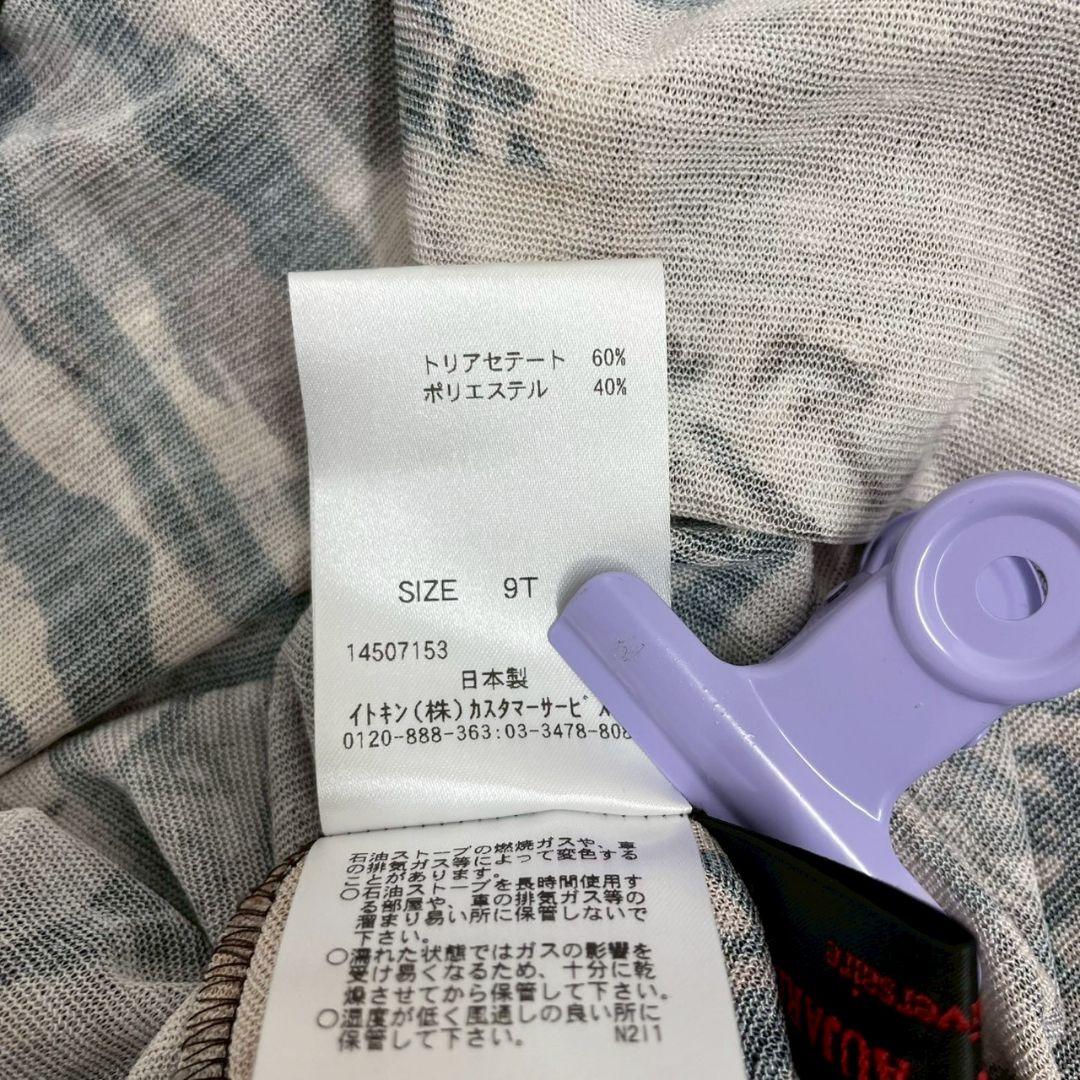 トリアセテート 60%
ポリエステル 40%
SIZE 9T
14507153
日本製
イトキン(株)カスタマーサービス
0120-888-363:03-3478-808
石油ストーブの燃焼ガスや、車
の排気ガス等によって変色する
ことがあります。
○石油ストーブを長時間使用す
る部屋や、車の排気ガス等の
溜まり易い所に保管しないで
下さい。
○濡れた状態ではガスの影響を
受け易くなるため、十分に乾
燥させてから保管して下さい。
○湿度が低く風通しの良い所に
保管して下さい。 N211